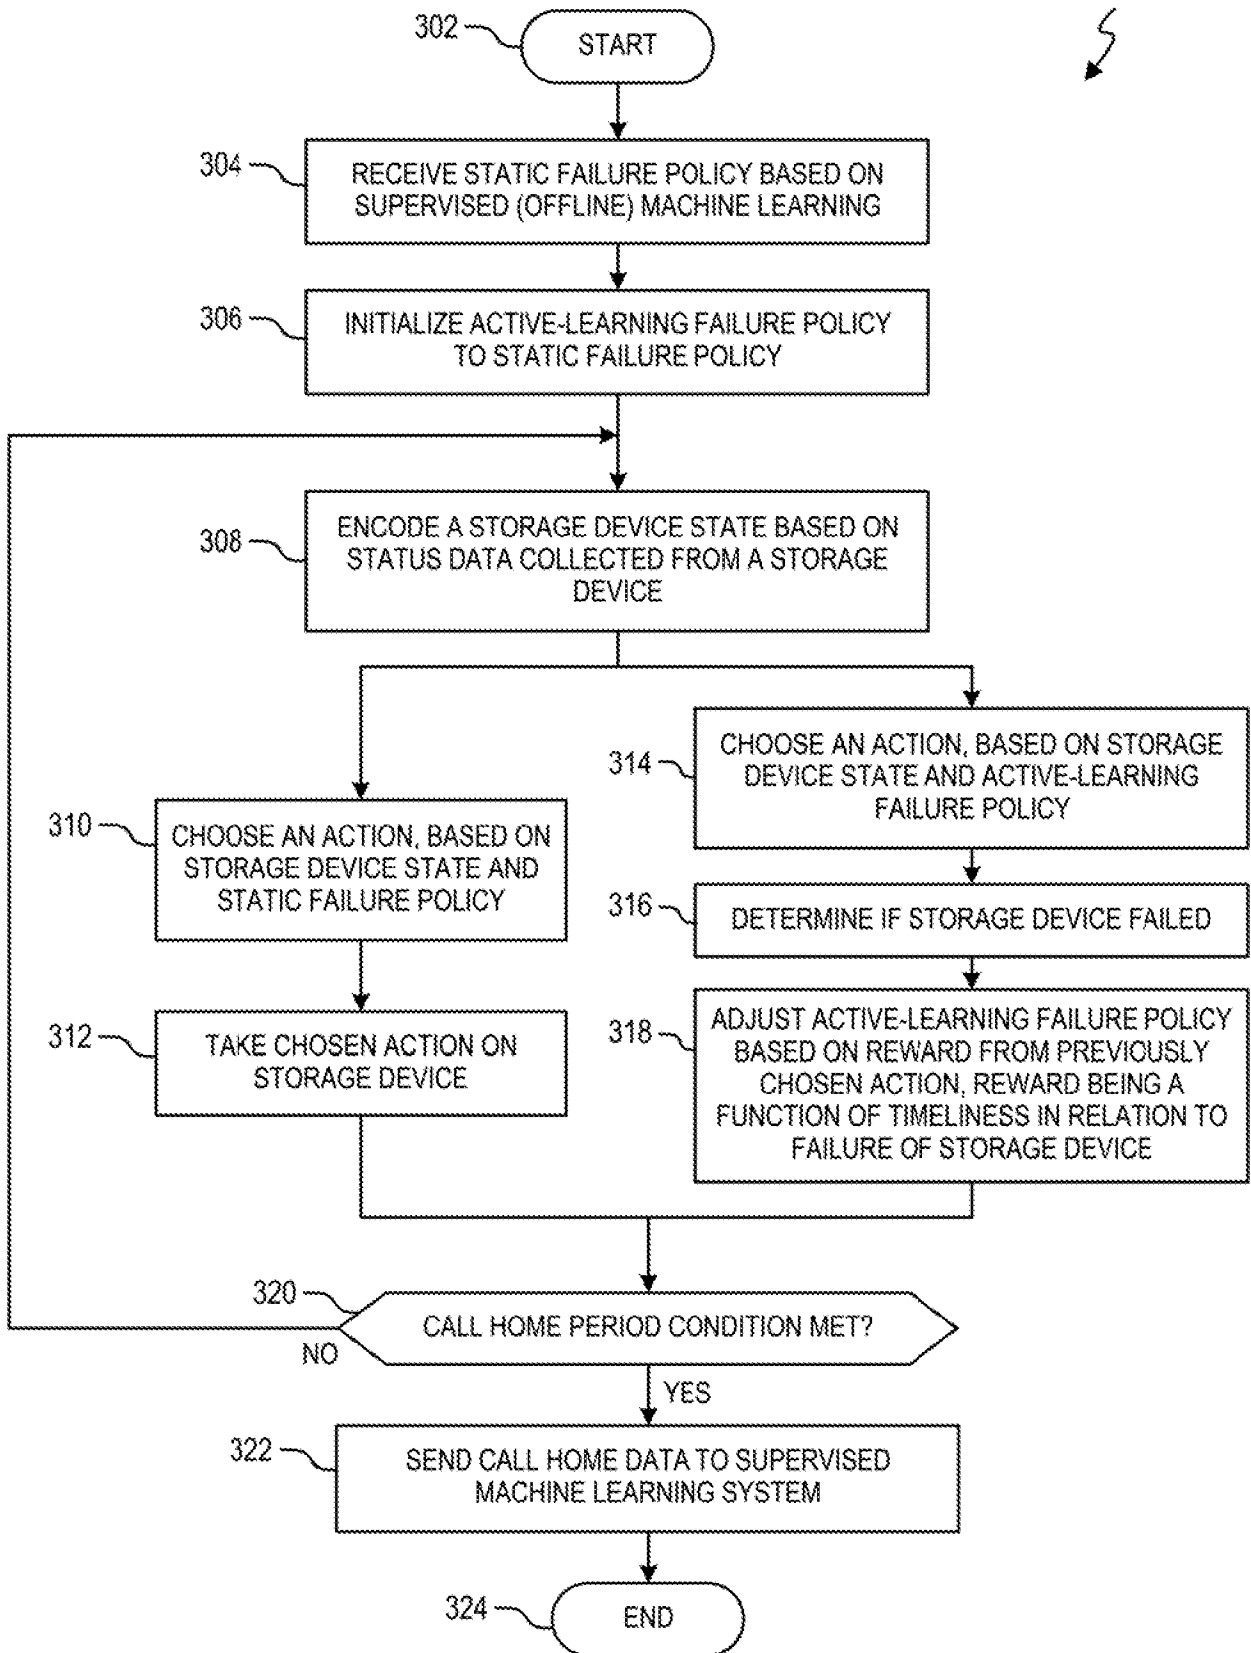 302
START
304
RECEIVE STATIC FAILURE POLICY BASED ON
SUPERVISED (OFFLINE) MACHINE LEARNING
306
INITIALIZE ACTIVE-LEARNING FAILURE POLICY
TO STATIC FAILURE POLICY
308
ENCODE A STORAGE DEVICE STATE BASED ON
STATUS DATA COLLECTED FROM A STORAGE
DEVICE
310
CHOOSE AN ACTION, BASED ON
STORAGE DEVICE STATE AND
STATIC FAILURE POLICY
312
TAKE CHOSEN ACTION ON
STORAGE DEVICE
314
CHOOSE AN ACTION, BASED ON STORAGE
DEVICE STATE AND ACTIVE-LEARNING
FAILURE POLICY
316
DETERMINE IF STORAGE DEVICE FAILED
318
ADJUST ACTIVE-LEARNING FAILURE POLICY
BASED ON REWARD FROM PREVIOUSLY
CHOSEN ACTION, REWARD BEING A
FUNCTION OF TIMELINESS IN RELATION TO
FAILURE OF STORAGE DEVICE
320
CALL HOME PERIOD CONDITION MET?
NO
YES
322
SEND CALL HOME DATA TO SUPERVISED
MACHINE LEARNING SYSTEM
324
END